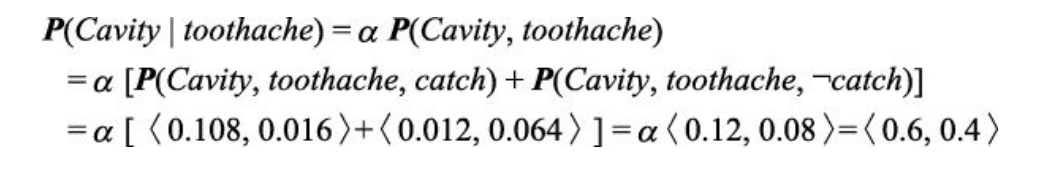 P(Cavity | toothache) = α P(Cavity, toothache)
= α [P(Cavity, toothache, catch) + P(Cavity, toothache, ¬catch)]
= α [ 〈0.108, 0.016〉+〈0.012, 0.064〉 ] = α〈0.12, 0.08〉=〈0.6, 0.4〉